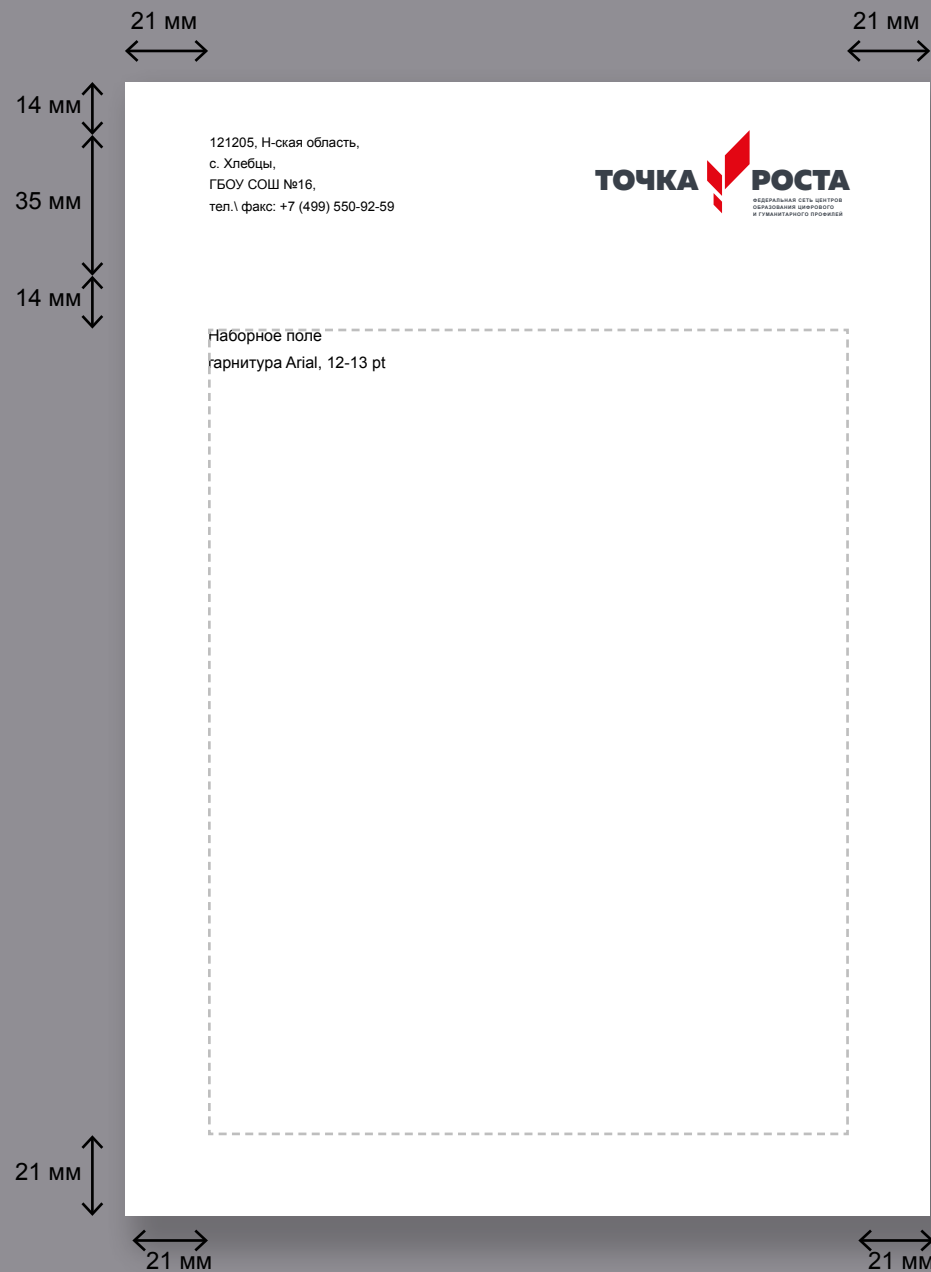 21 мм
21 мм
14 мм
35 мм
14 мм
121205, Н-ская область,
с. Хлебцы,
ГБОУ СОШ №16,
тел.\ факс: +7 (499) 550-92-59
ТОЧКА РОСТА
ФЕДЕРАЛЬНАЯ СЕТЬ ЦЕНТРОВ
ОБРАЗОВАНИЯ ЦИФРОВОГО
И ГУМАНИТАРНОГО ПРОФИЛЕЙ
Наборное поле
гарнитура Arial, 12-13 pt
21 мм
21 мм
21 мм